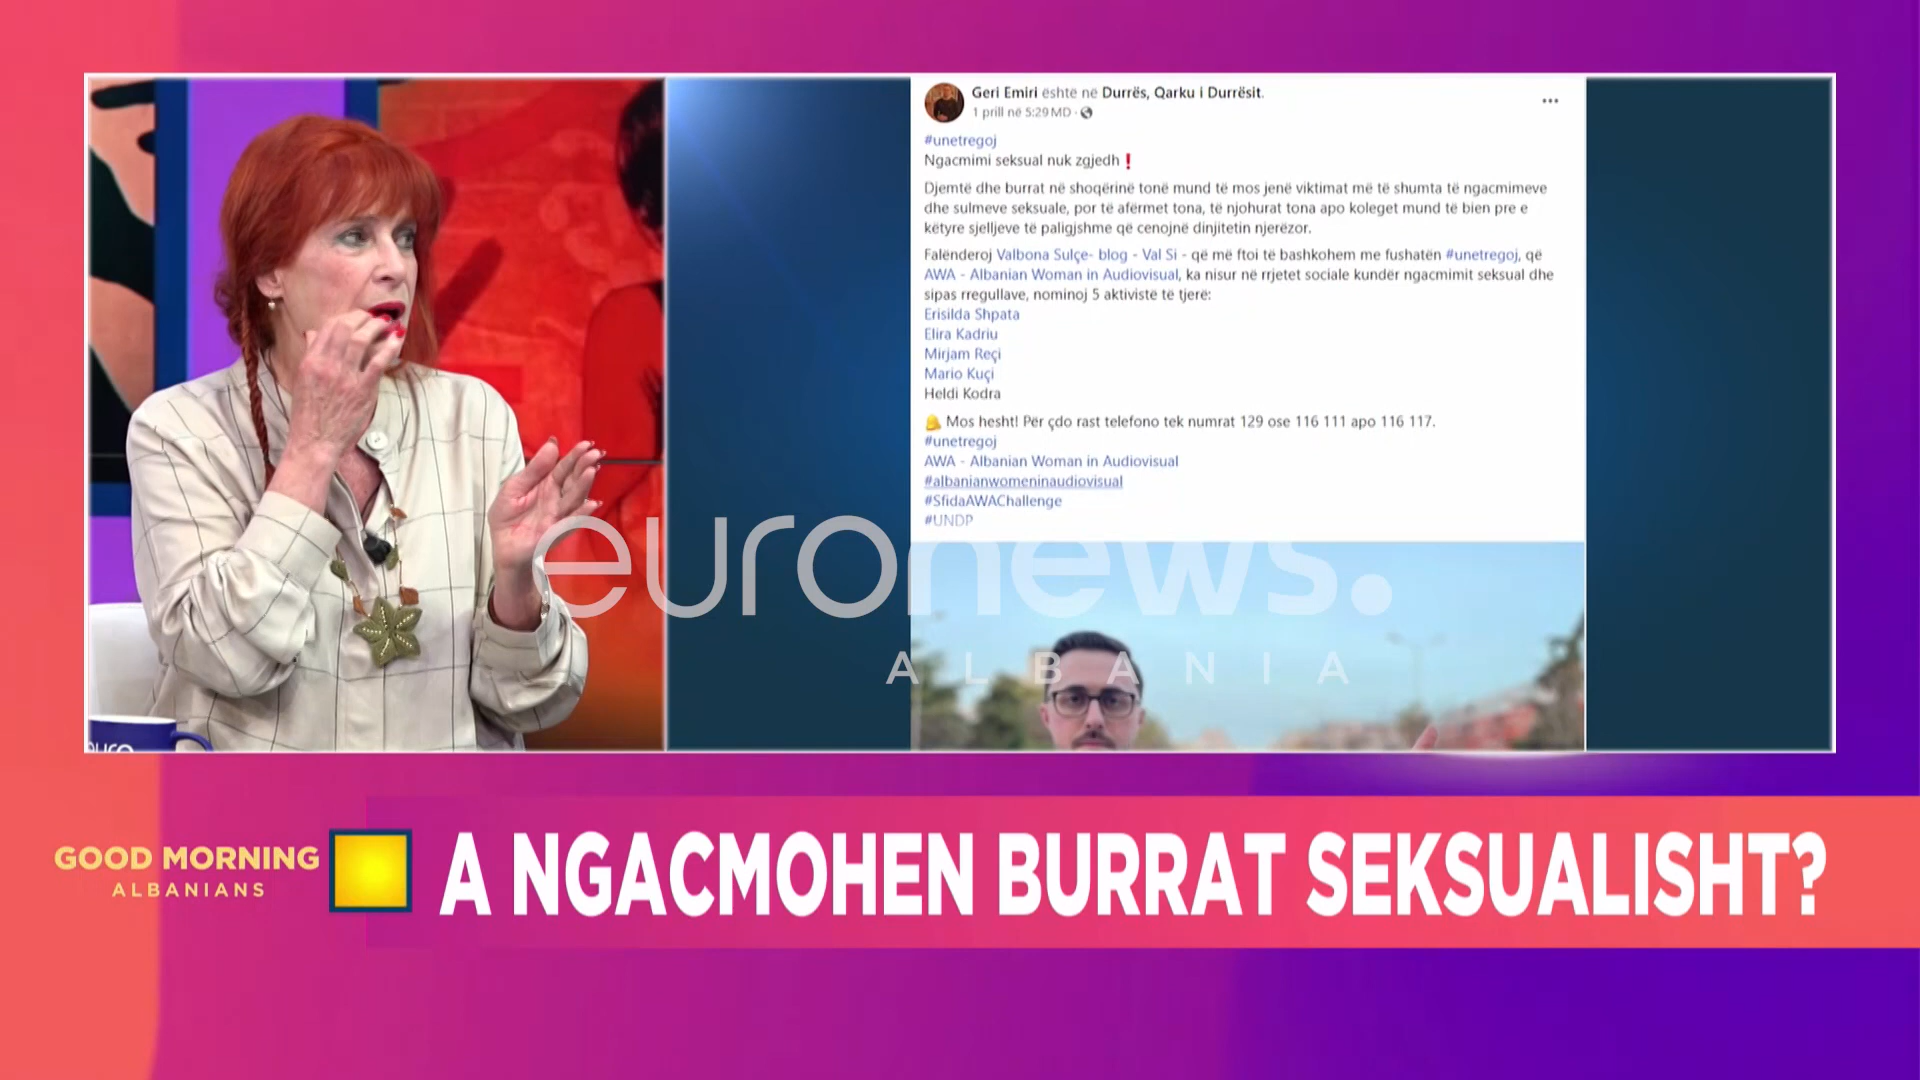 Geri Emiri është në Durrës, Qarku i Durrësit.
1 prill në 5:29 MD
#unetregoj
Ngacmimi seksual nuk zgjedh❗
Djemtë dhe burrat në shoqërinë tonë mund të mos jenë viktimat më të shumta të ngacmimeve
dhe sulmeve seksuale, por të afërmet tona, të njohurat tona apo koleget mund të bien pre e
këtyre sjelljeve të paligjshme që cenojnë dinjitetin njerëzor.
Falënderoj Valbona Sulçe- blog - Val Si - që më ftoi të bashkohem me fushatën #unetregoj, që
AWA - Albanian Woman in Audiovisual, ka nisur në rrjetet sociale kundër ngacmimit seksual dhe
sipas rregullave, nominoj 5 aktivistë të tjerë:
Erisilda Shpata
Elira Kadriu
Mirjam Reçi
Mario Kuçi
Heldi Kodra
🔔 Mos hesht! Për çdo rast telefono tek numrat 129 ose 116 111 apo 116 117.
#unetregoj
AWA - Albanian Woman in Audiovisual
#albanianwomeninaudiovisual
#SfidaAWAChallenge
#UNDP
euronews.
ALBANIA
euro
GOOD MORNING
ALBANIANS
A NGACMOHEN BURRAT SEKSUALISHT?